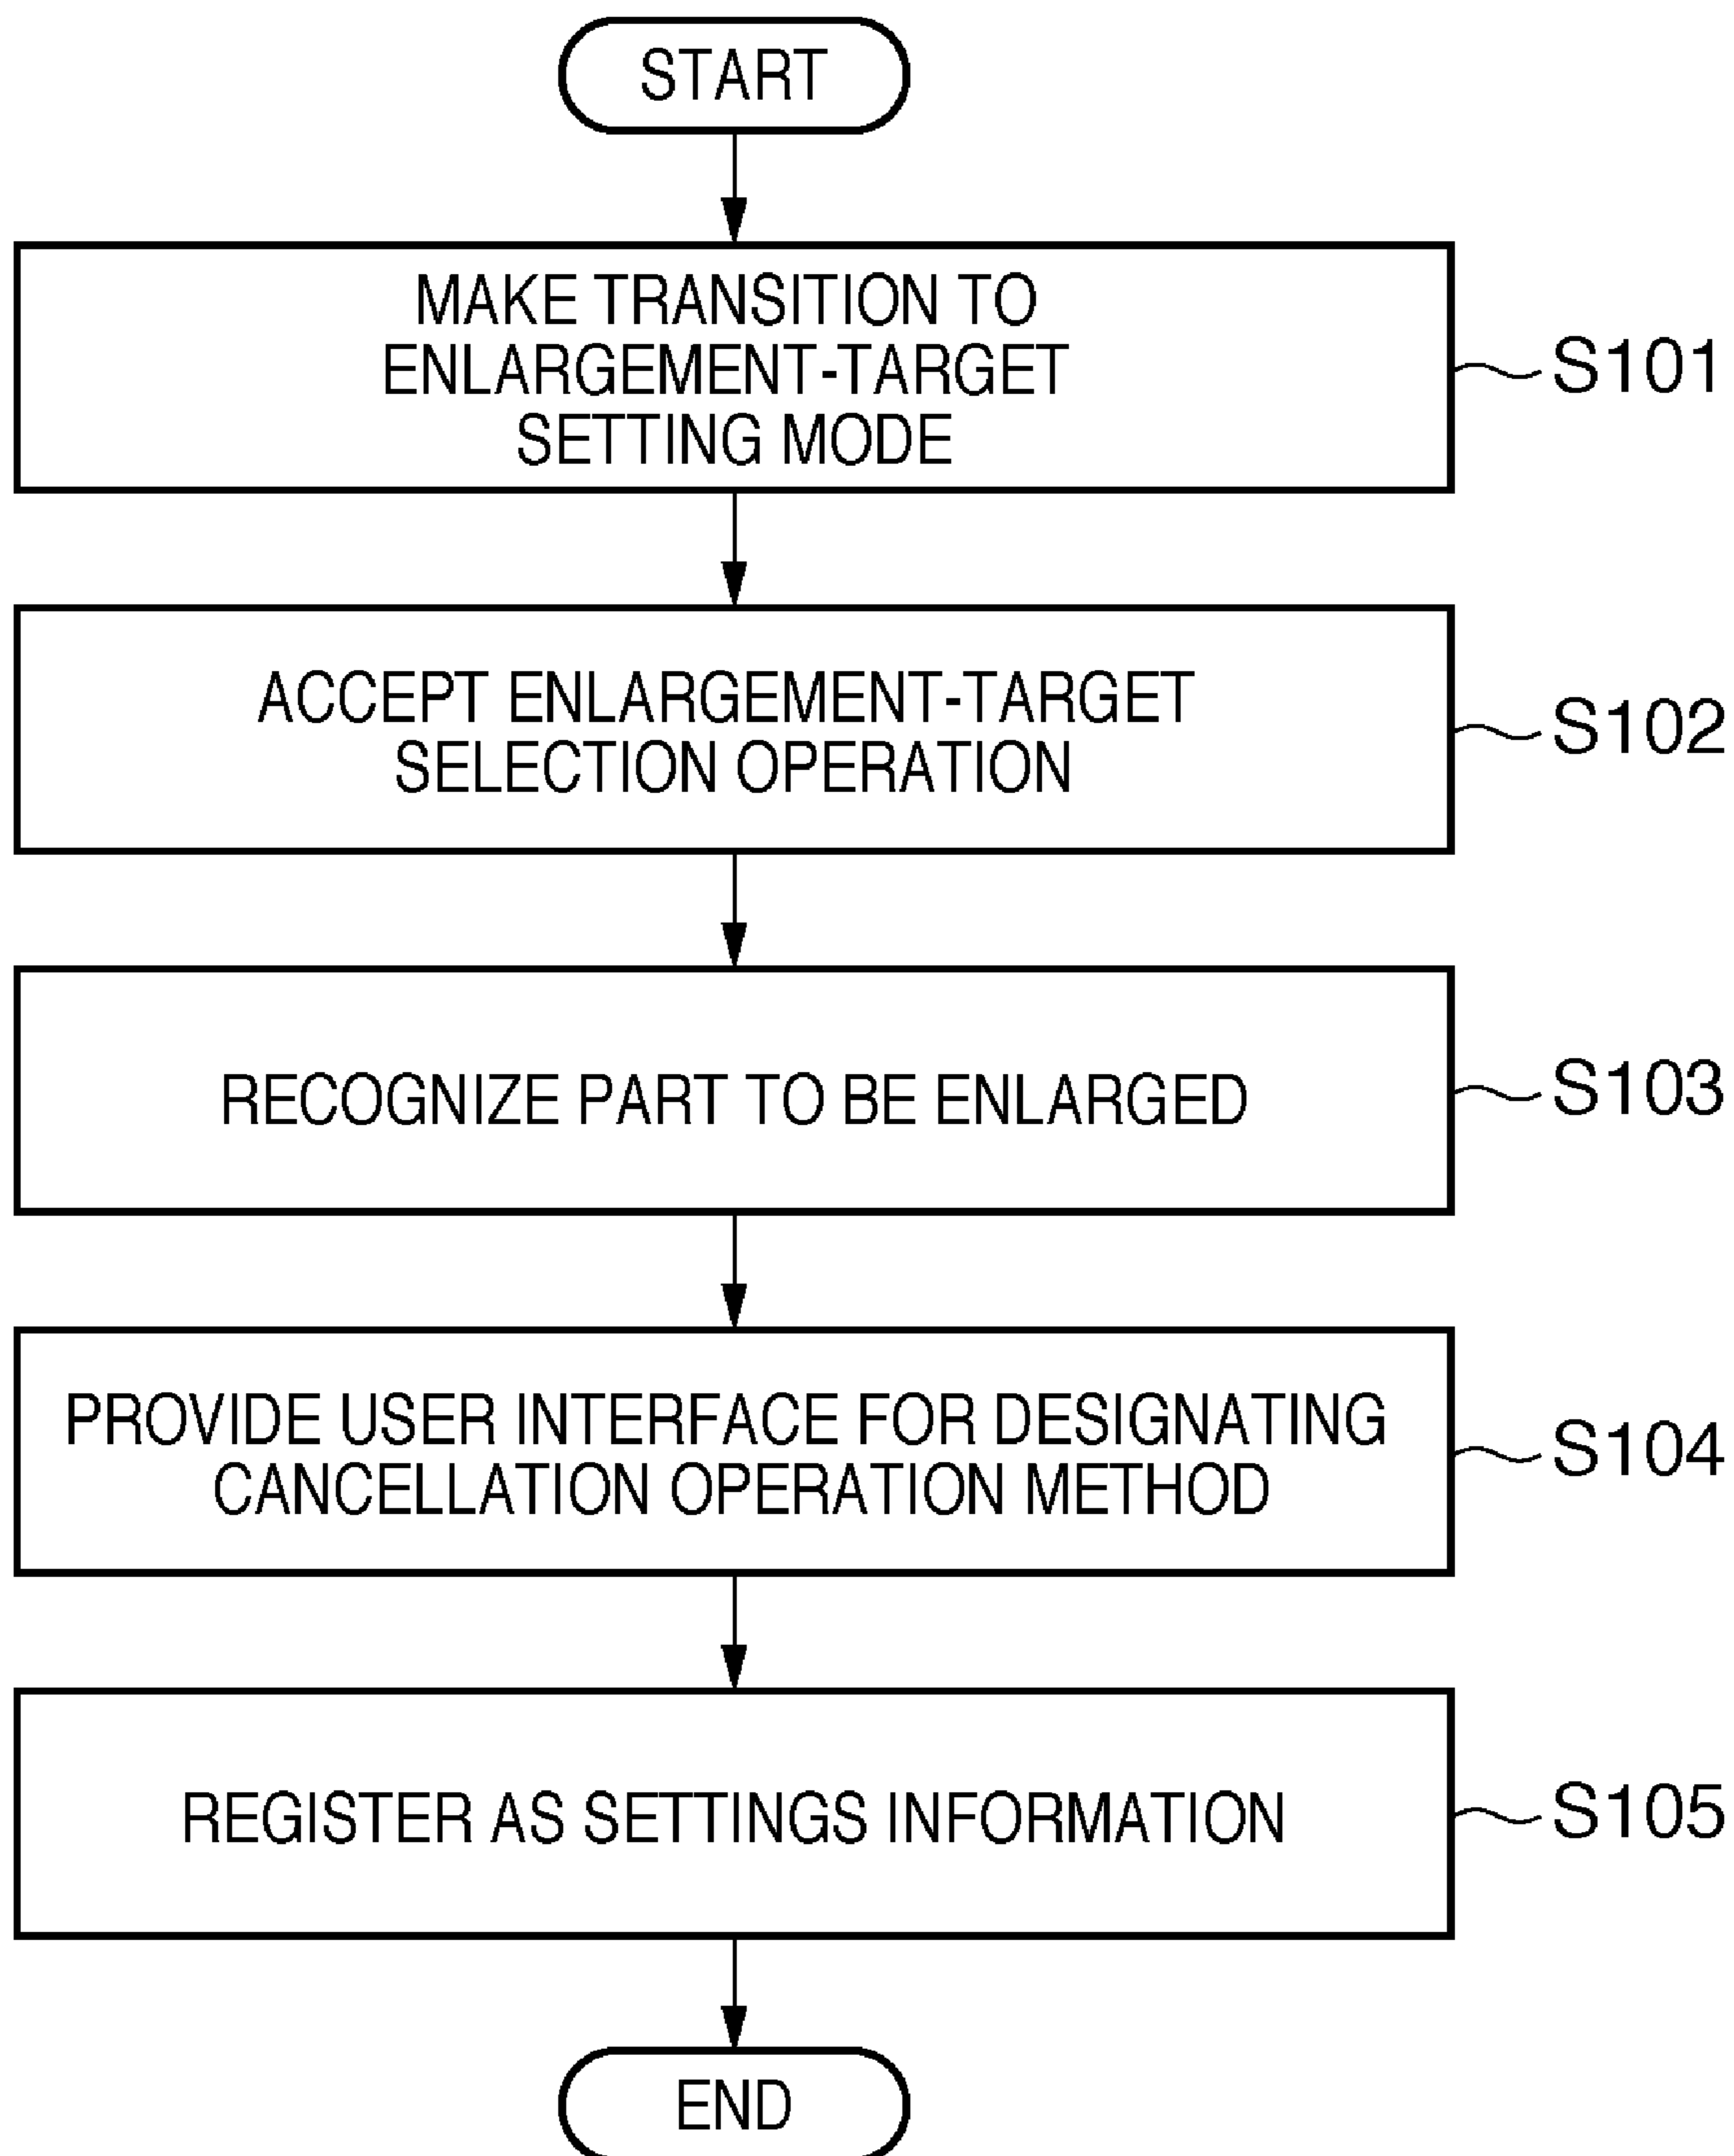 START
MAKE TRANSITION TO
ENLARGEMENT-TARGET
SETTING MODE
S101
ACCEPT ENLARGEMENT-TARGET
SELECTION OPERATION
S102
RECOGNIZE PART TO BE ENLARGED
S103
PROVIDE USER INTERFACE FOR DESIGNATING
CANCELLATION OPERATION METHOD
S104
REGISTER AS SETTINGS INFORMATION
S105
END